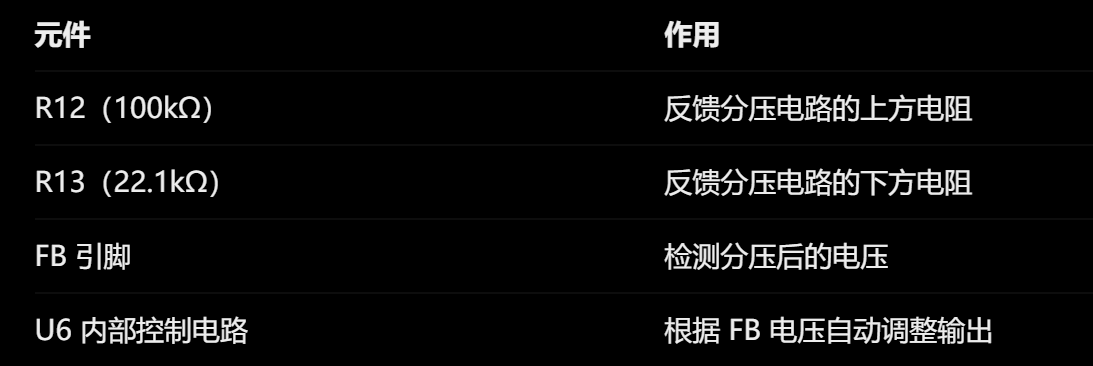 元件 作用
R12（100kΩ） 反馈分压电路的上方电阻
R13（22.1kΩ） 反馈分压电路的下方电阻
FB 引脚 检测分压后的电压
U6 内部控制电路 根据 FB 电压自动调整输出